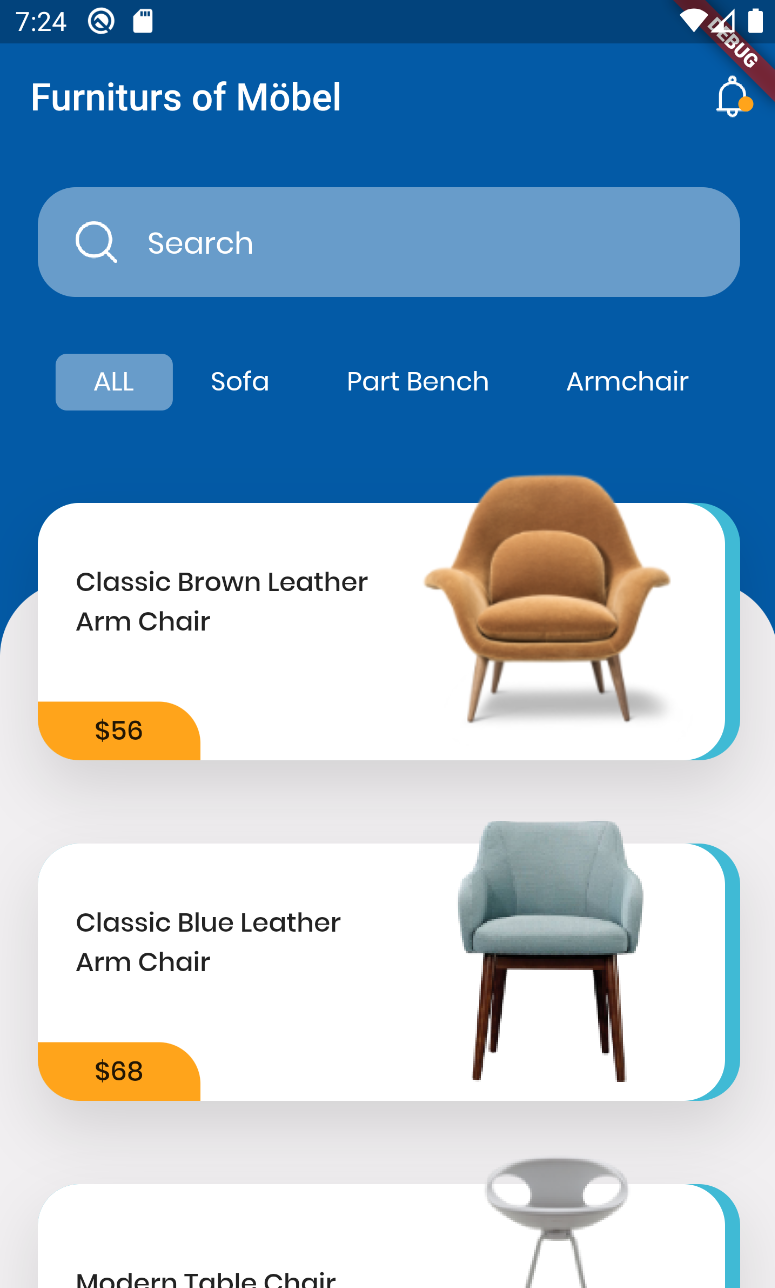 7:24
DEBUG
Furniturs of Möbel
Search
ALL Sofa Part Bench Armchair
Classic Brown Leather
Arm Chair
$56
Classic Blue Leather
Arm Chair
$68
Modern Table Chair